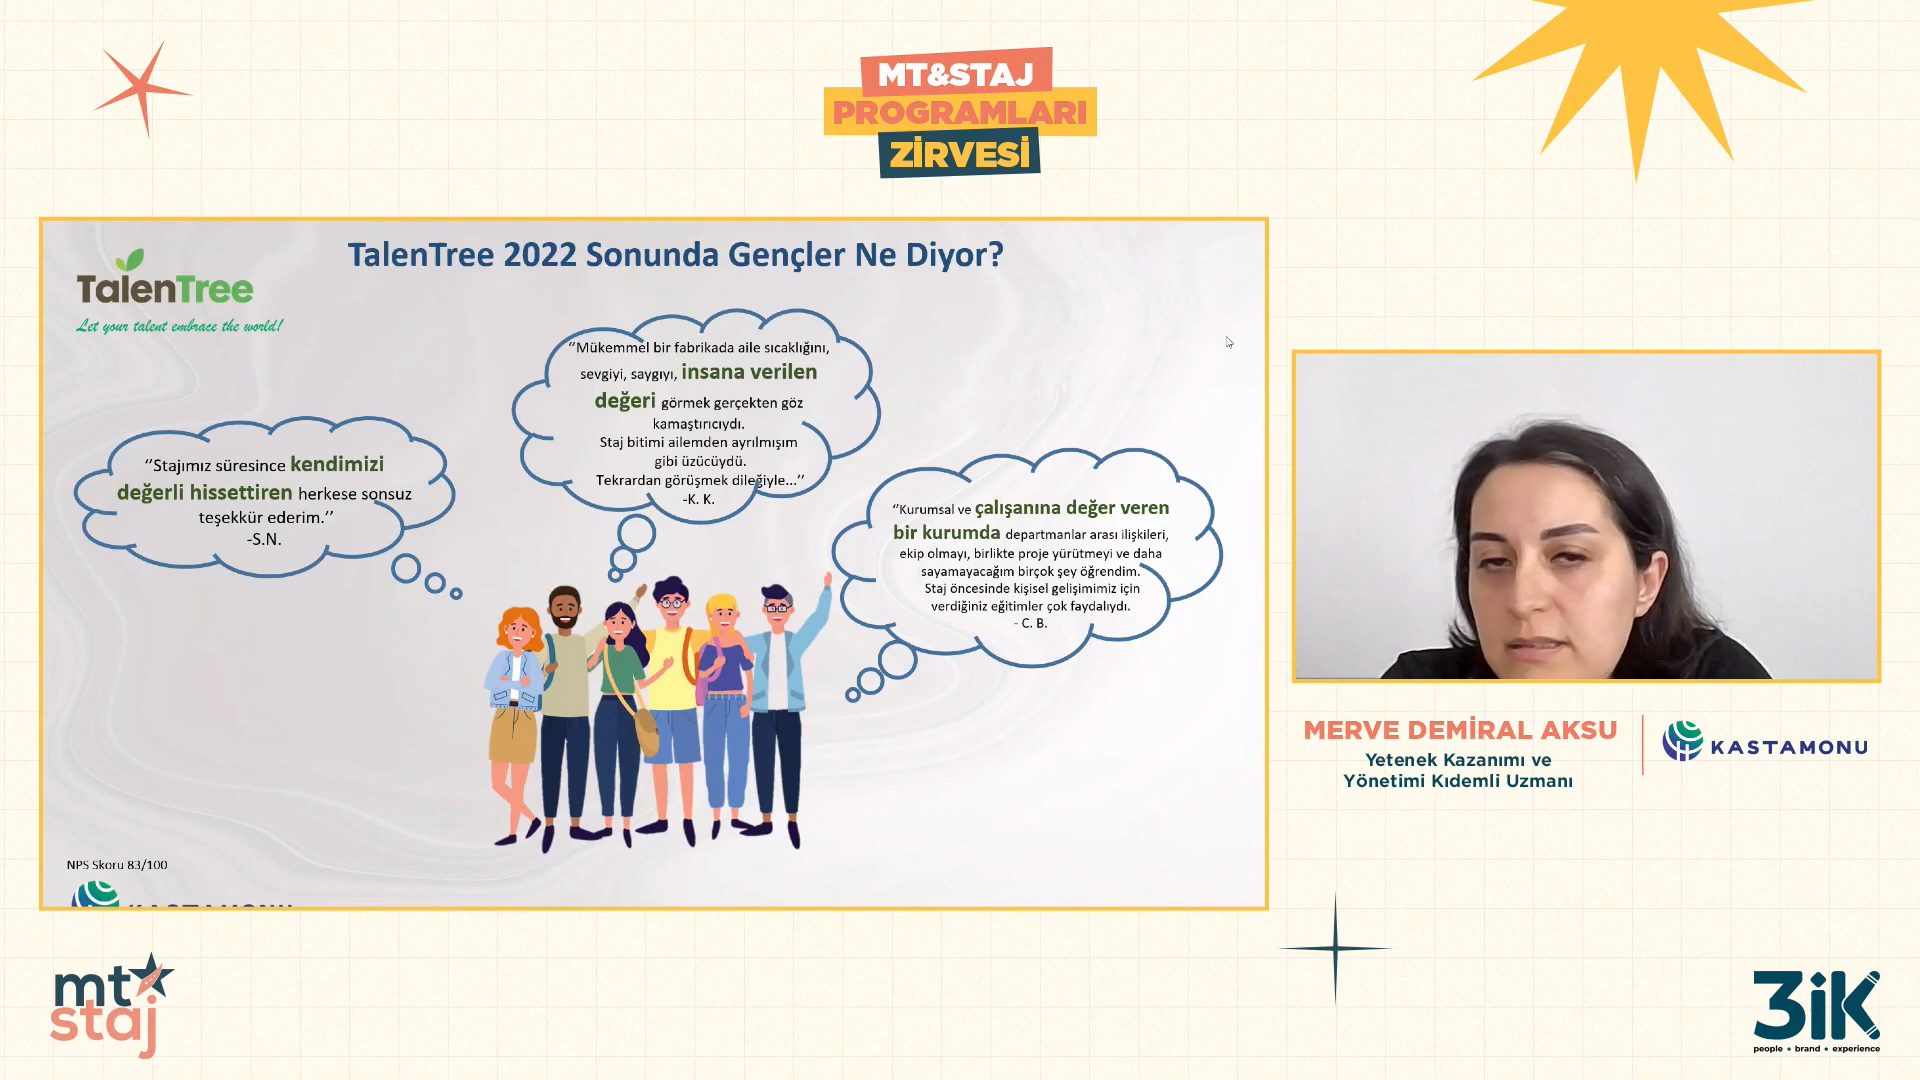 MT&STAJ
PROGRAMLARI
ZİRVESİ
TalenTree
Let your talent embrace the world!
TalenTree 2022 Sonunda Gençler Ne Diyor?
‘‘Stajımız süresince kendimizi
değerli hissettiren herkese sonsuz
teşekkür ederim.’’
-S.N.
‘‘Mükemmel bir fabrikada aile sıcaklığını,
sevgiyi, saygıyı, insana verilen
değeri görmek gerçekten göz
kamaştırıcıydı.
Staj bitimi ailemden ayrılmışım
gibi üzücüydü.
Tekrardan görüşmek dileğiyle...’’
-K. K.
‘‘Kurumsal ve çalışanına değer veren
bir kurumda departmanlar arası ilişkileri,
ekip olmayı, birlikte proje yürütmeyi ve daha
sayamayacağım birçok şey öğrendim.
Staj öncesinde kişisel gelişimimiz için
verdiğiniz eğitimler çok faydalıydı.
- C. B.
NPS Skoru 83/100
KASTAMONU
MERVE DEMİRAL AKSU
Yetenek Kazanımı ve
Yönetimi Kıdemli Uzmanı
KASTAMONU
mt
staj
3iK
people • brand • experience